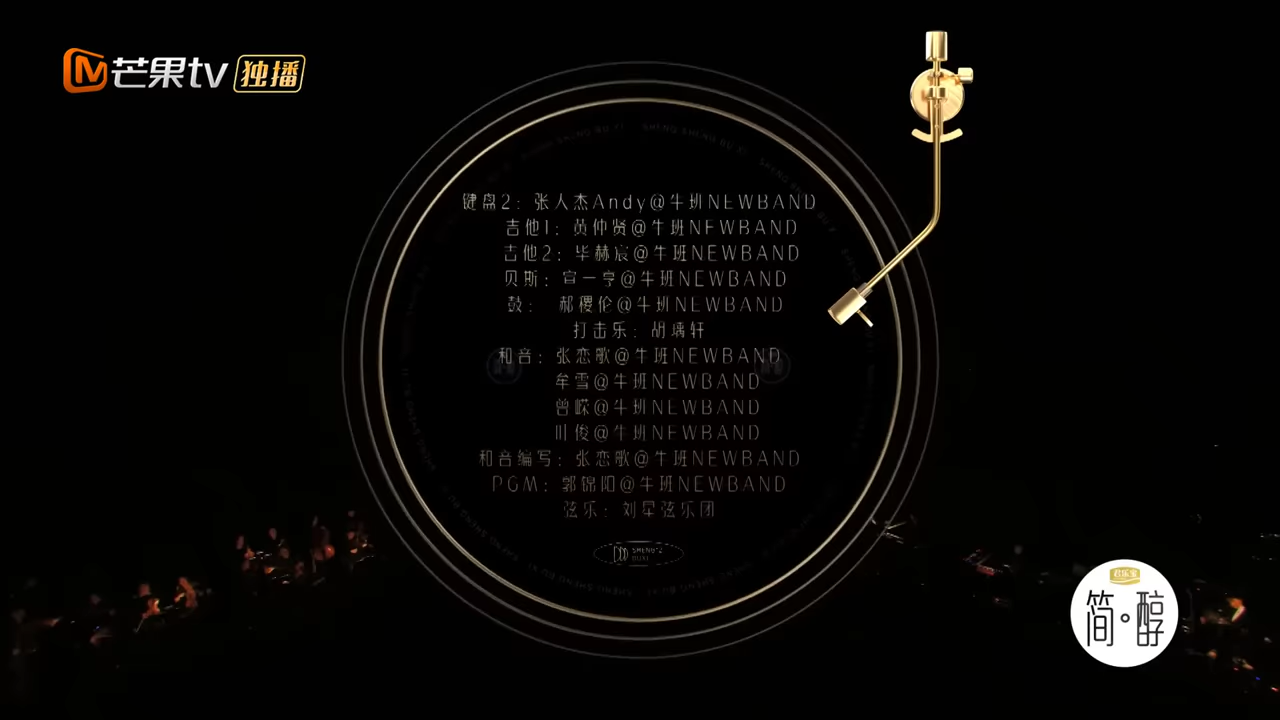 芒果tv 独播
键盘2：张人杰Andy@牛班NEWBAND
吉他1：黄仲贤@牛班NEWBAND
吉他2：毕赫宸@牛班NEWBAND
贝斯：宫一亨@牛班NEWBAND
鼓： 郝稷伦@牛班NEWBAND
打击乐：胡瑀轩
和音：张恋歌@牛班NEWBAND
牟雪@牛班NEWBAND
曾嵘@牛班NEWBAND
叶俊@牛班NEWBAND
和音编写：张恋歌@牛班NEWBAND
PGM：郭锦阳@牛班NEWBAND
弦乐：刘星弦乐团
君乐宝
简·醇